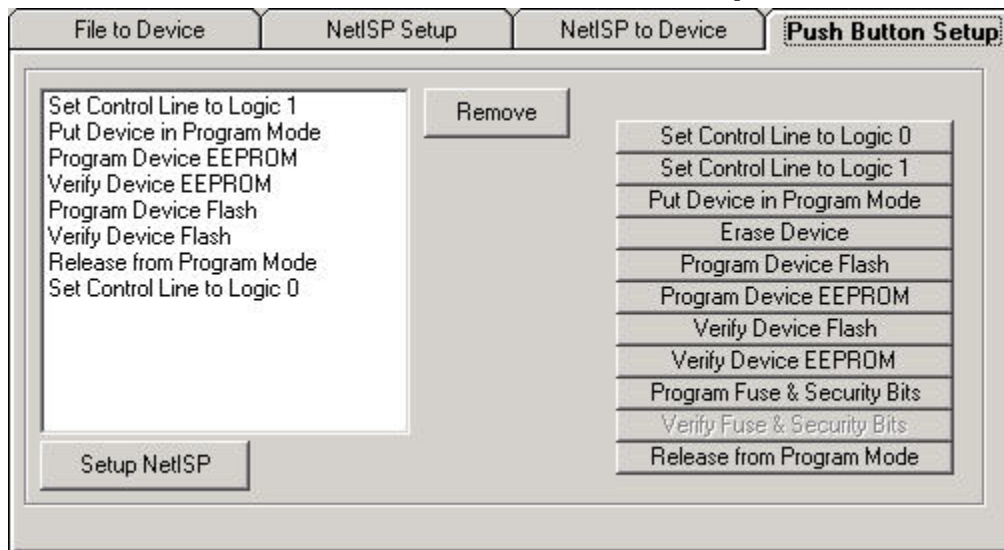 File to Device
NetISP Setup
NetISP to Device
Push Button Setup
Set Control Line to Logic 1
Put Device in Program Mode
Program Device EEPROM
Verify Device EEPROM
Program Device Flash
Verify Device Flash
Release from Program Mode
Set Control Line to Logic 0
Remove
Setup NetISP
Set Control Line to Logic 0
Set Control Line to Logic 1
Put Device in Program Mode
Erase Device
Program Device Flash
Program Device EEPROM
Verify Device Flash
Verify Device EEPROM
Program Fuse & Security Bits
Verify Fuse & Security Bits
Release from Program Mode